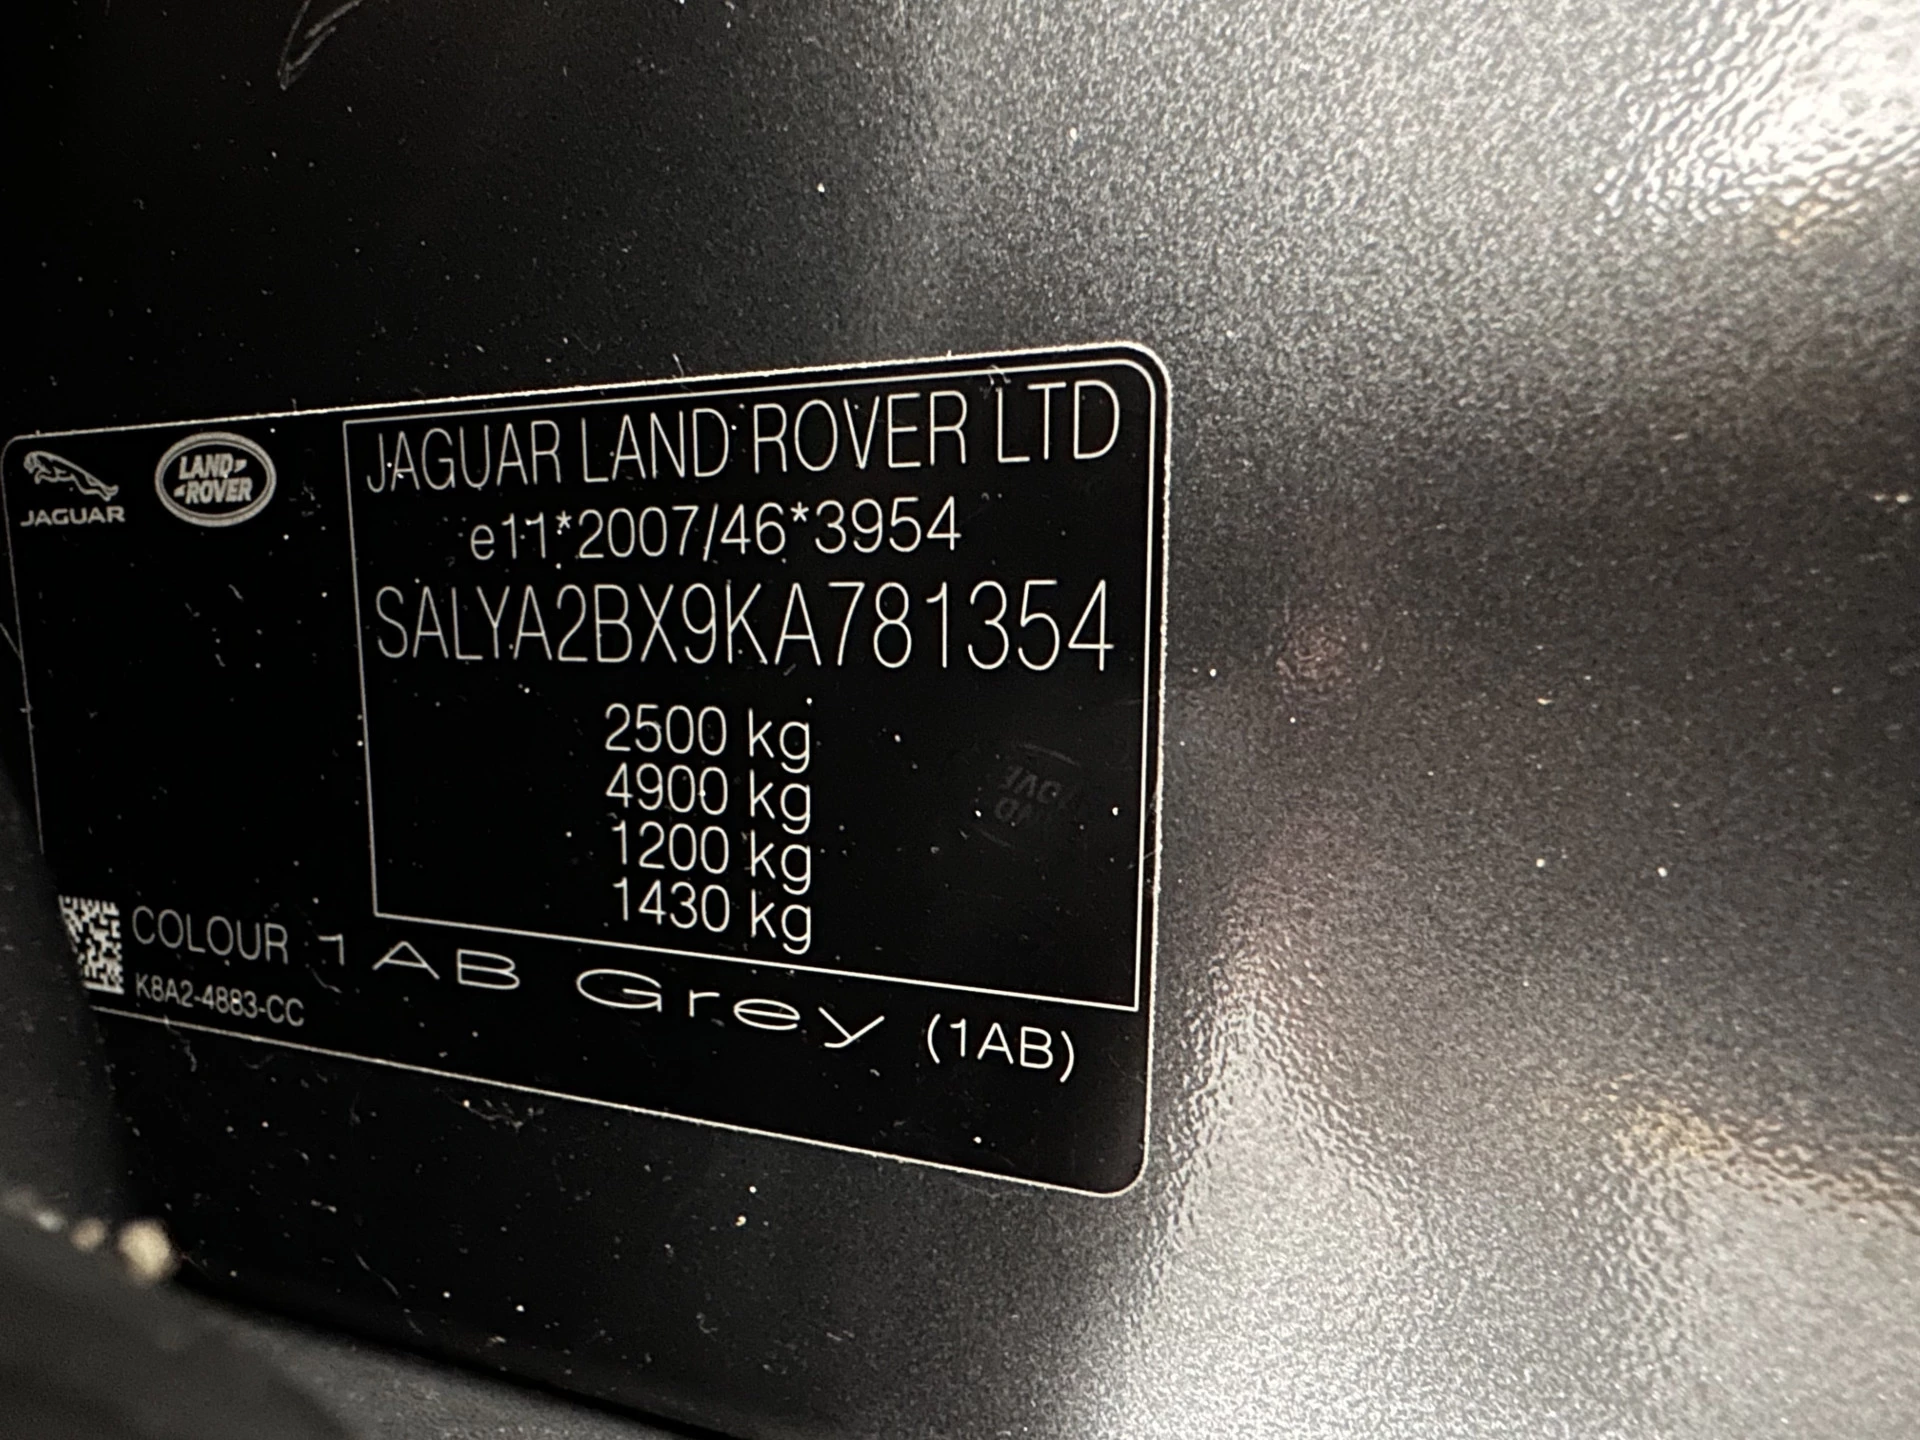 JAGUAR
LAND
ROVER
JAGUAR LAND ROVER LTD
e11*2007/46*3954
SALYA2BX9KA781354
2500 kg
4900 kg
1200 kg
1430 kg
COLOUR 1AB Grey (1AB)
K8A2-4883-CC